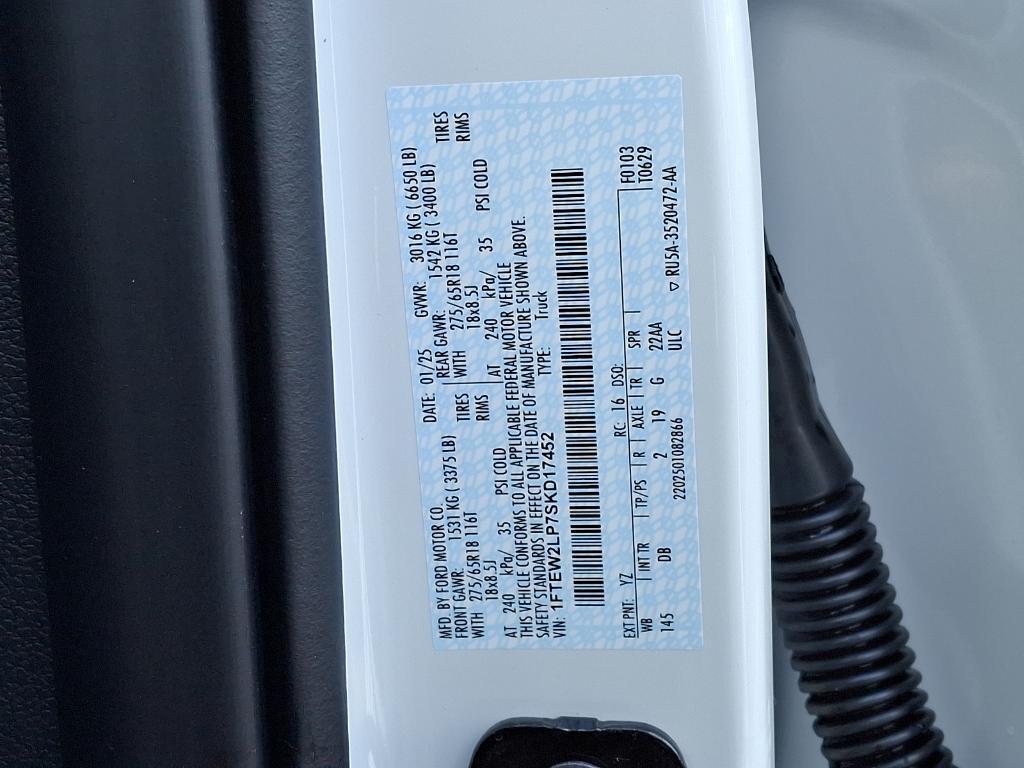 MFD. BY FORD MOTOR CO. DATE: 01/25 GVWR: 3016 KG ( 6650 LB)
FRONT GAWR: 1531 KG ( 3375 LB) REAR GAWR: 1542 KG ( 3400 LB)
WITH 275/65R18 116T TIRES WITH 275/65R18 116T TIRES
18x8.5J RIMS 18x8.5J RIMS
AT 240 kPa/ 35 PSI COLD AT 240 kPa/ 35 PSI COLD
THIS VEHICLE CONFORMS TO ALL APPLICABLE FEDERAL MOTOR VEHICLE
SAFETY STANDARDS IN EFFECT ON THE DATE OF MANUFACTURE SHOWN ABOVE.
VIN: 1FTEW2LP7SKD17452 TYPE: Truck
EXT PNT: YZ RC: 16 DSO: F0103
WB INT TR TP/PS R AXLE TR SPR T0629
145 DB 2 19 G 22AA
2202501082866 ULC ▽ RU5A-3520472-AA